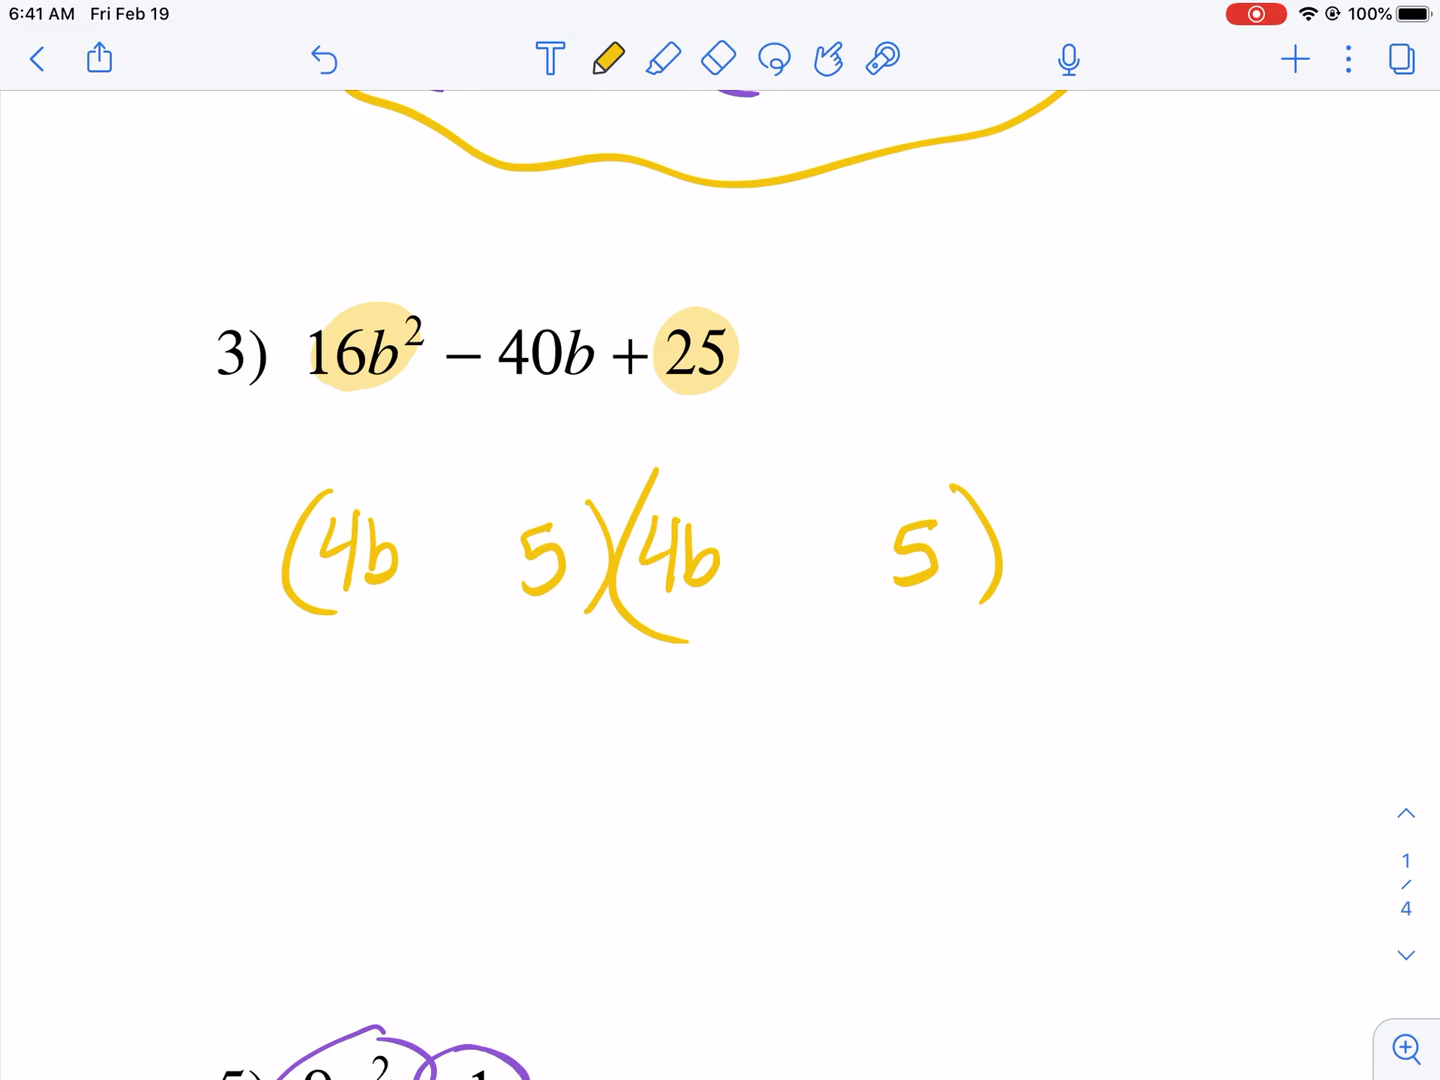 6:41 AM Fri Feb 19 100%
3) 16b² − 40b + 25
(4b 5)(4b 5)
1
/
4